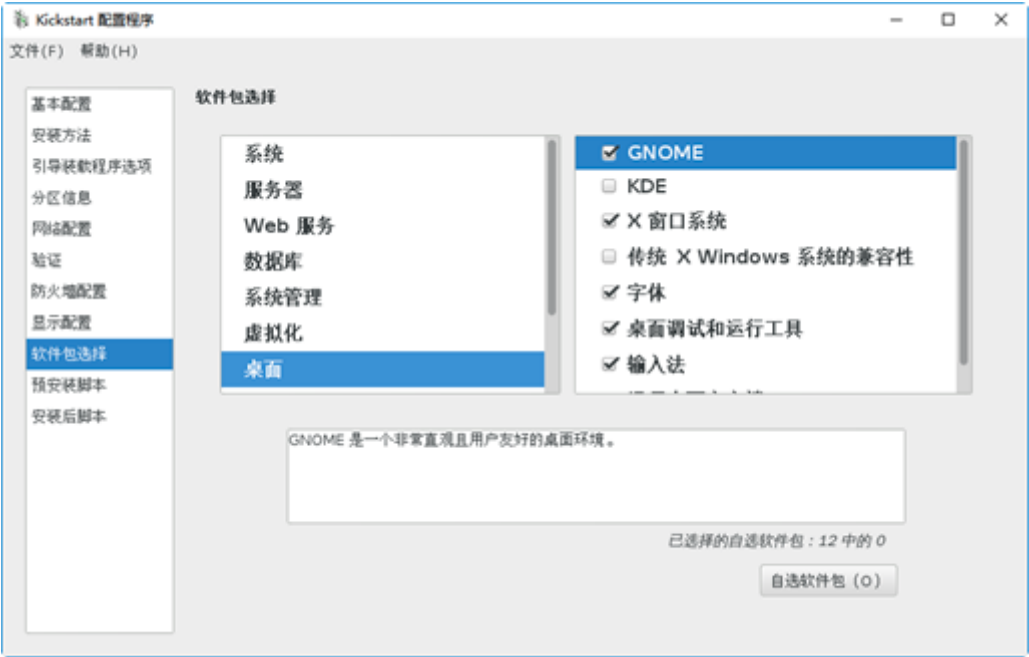 Kickstart 配置程序
文件(F) 帮助(H)
基本配置
安装方法
引导装载程序选项
分区信息
网络配置
验证
防火墙配置
显示配置
软件包选择
预安装脚本
安装后脚本
软件包选择
系统
服务器
Web 服务
数据库
系统管理
虚拟化
桌面
GNOME
KDE
X 窗口系统
传统 X Windows 系统的兼容性
字体
桌面调试和运行工具
输入法
GNOME 是一个非常直观且用户友好的桌面环境。
已选择的自选软件包：12 中的 0
自选软件包 (O)